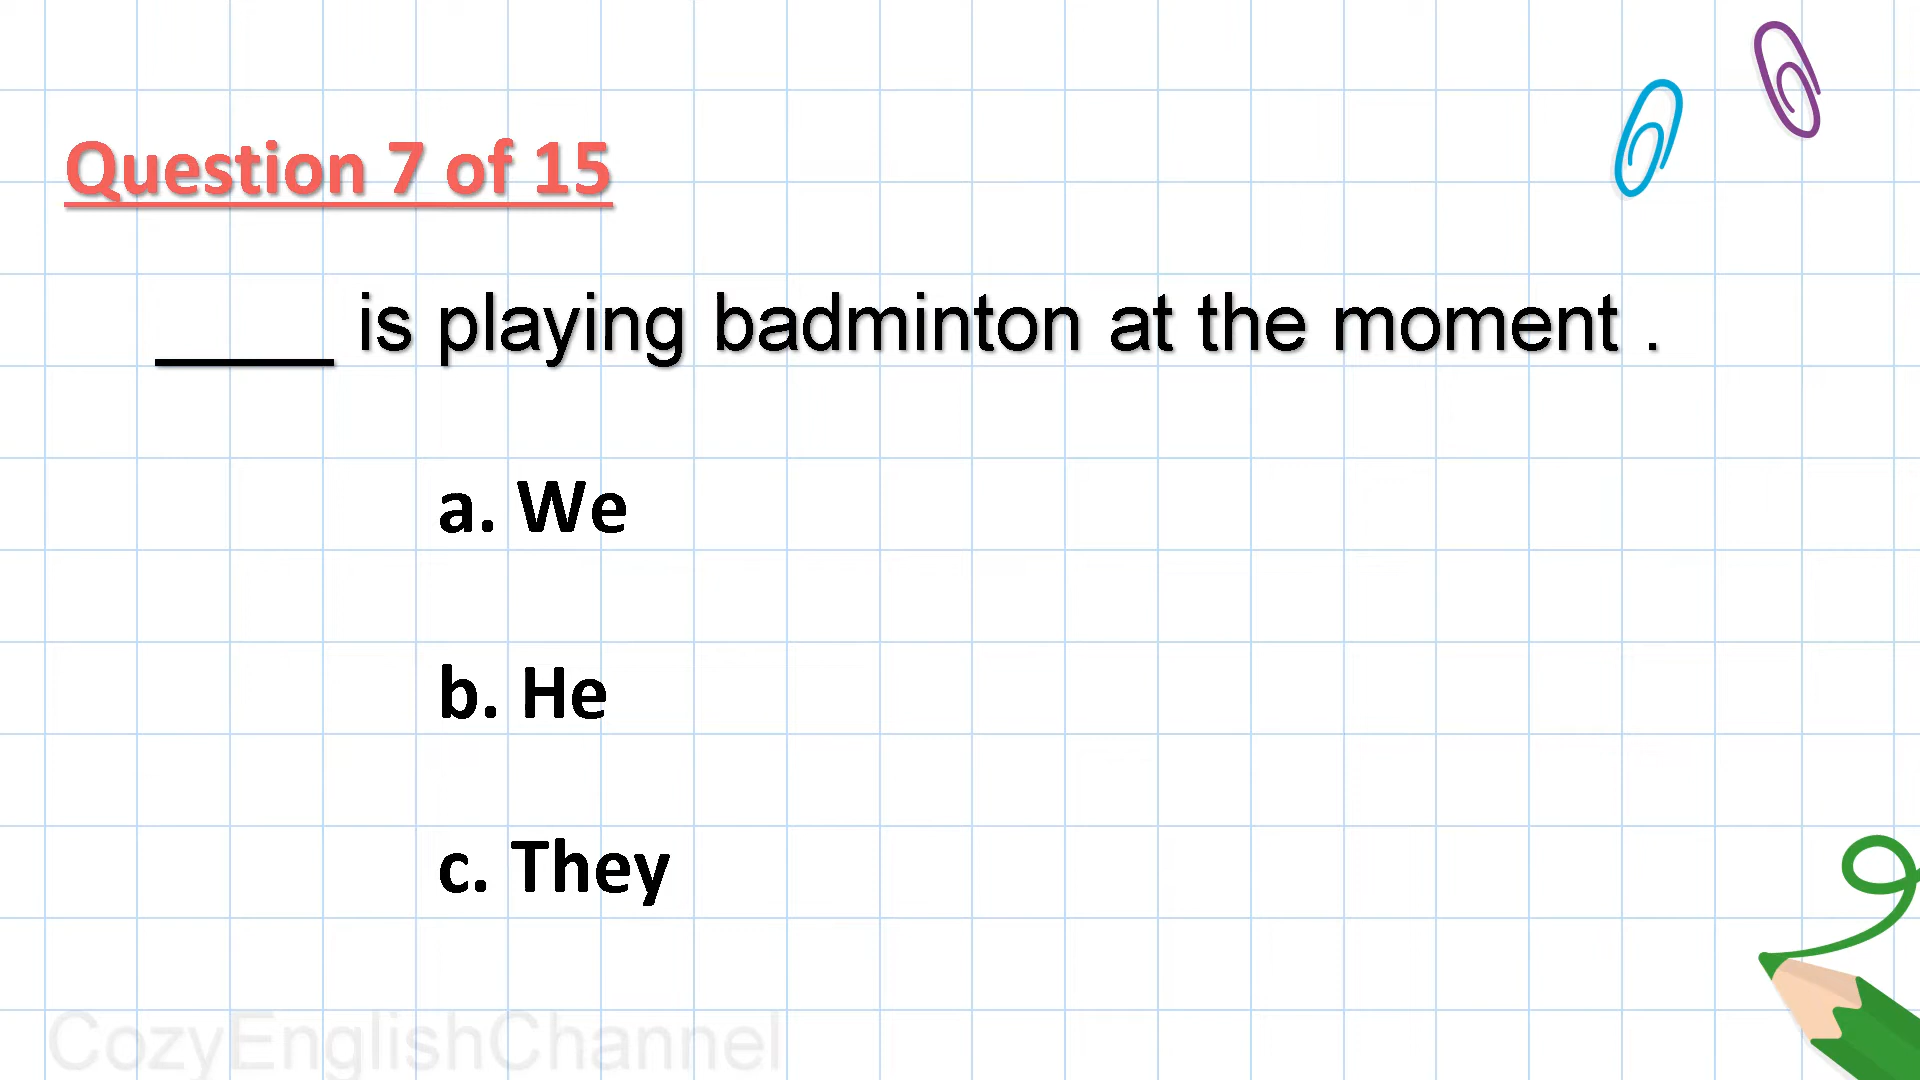 Question 7 of 15
____ is playing badminton at the moment .
a. We
b. He
c. They
CozyEnglishChannel